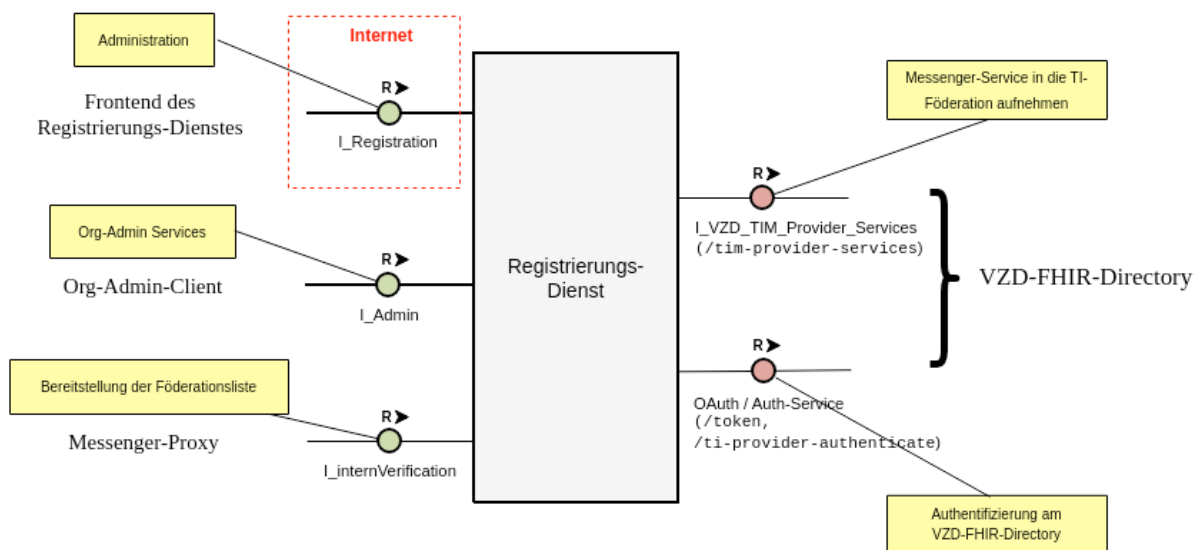 Administration
Internet
R
Frontend des
Registrierungs-Dienstes
I_Registration
Org-Admin Services
R
Org-Admin-Client
I_Admin
Bereitstellung der Föderationsliste
R
Messenger-Proxy
I_internVerification
Registrierungs-
Dienst
Messenger-Service in die TI-
Föderation aufnehmen
R
I_VZD_TIM_Provider_Services
(/tim-provider-services)
VZD-FHIR-Directory
R
OAuth / Auth-Service
(/token,
/ti-provider-authenticate)
Authentifizierung am
VZD-FHIR-Directory